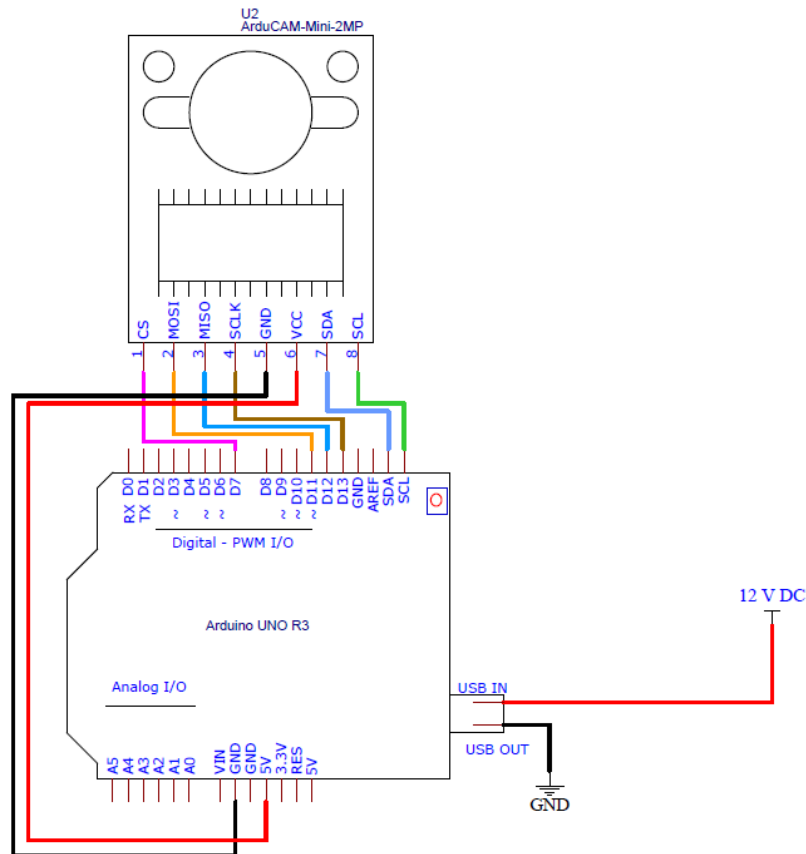 U2
ArduCAM-Mini-2MP
CS
MOSI
MISO
SCLK
GND
VCC
SDA
SCL
1
2
3
4
5
6
7
8
D0
D1
D2
D3
D4
D5
D6
D7
D8
D9
D10
D11
D12
D13
GND
AREF
SDA
SCL
RX
TX
~
~
~
~
~
~
Digital - PWM I/O
Arduino UNO R3
12 V DC
Analog I/O
USB IN
USB OUT
A5
A4
A3
A2
A1
A0
VIN
GND
GND
5V
3.3V
RES
5V
GND